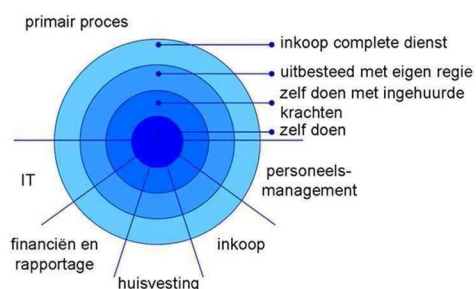 primair proces
inkoop complete dienst
uitbesteed met eigen regie
zelf doen met ingehuurde
krachten
zelf doen
IT
personeels-
management
financiën en
rapportage
inkoop
huisvesting